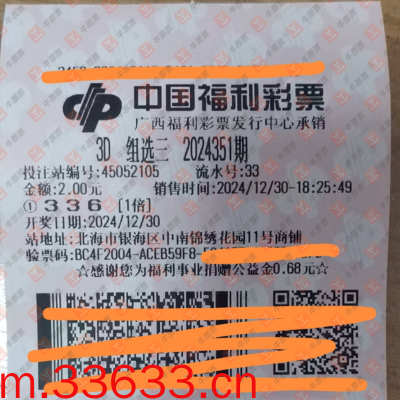 中国福利彩票
广西福利彩票发行中心承销
3D 组选三 2024351期
投注站编号:45052105 流水号:33
金额:2.00元 销售时间:2024/12/30-18:25:49
① 336 [1倍]
开奖日期:2024/12/30
站地址:北海市银海区中南锦绣花园11号商铺
验票码:BC4F2004-ACEB59F8-
☆感谢您为福利事业捐赠公益金0.68元☆
m.33633.cn